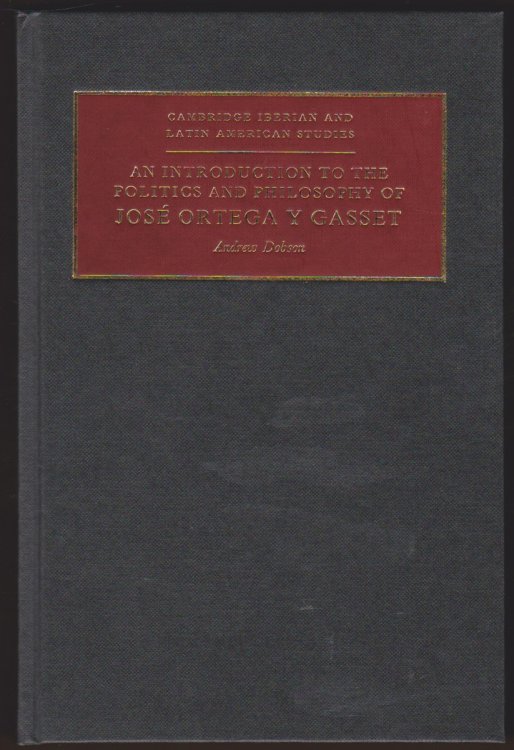 CAMBRIDGE IBERIAN AND
LATIN AMERICAN STUDIES
AN INTRODUCTION TO THE
POLITICS AND PHILOSOPHY OF
JOSÉ ORTEGA Y GASSET
Andrew Dobson